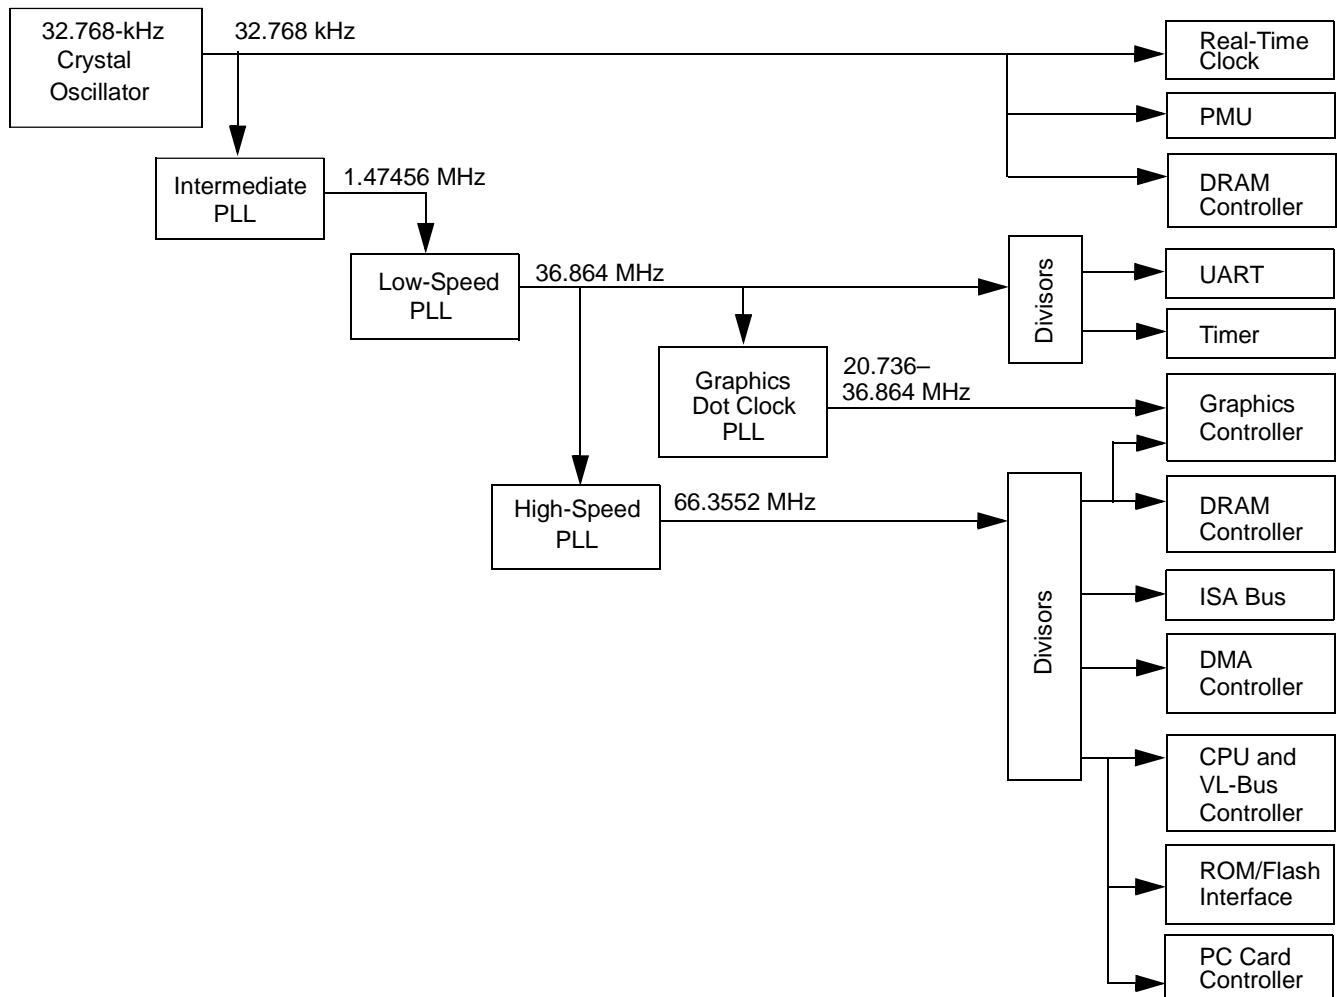 32.768-kHz
Crystal
Oscillator
32.768 kHz
Real-Time
Clock
PMU
DRAM
Controller
Intermediate
PLL
1.47456 MHz
Low-Speed
PLL
36.864 MHz
Divisors
UART
Timer
Graphics
Dot Clock
PLL
20.736–
36.864 MHz
Graphics
Controller
High-Speed
PLL
66.3552 MHz
Divisors
DRAM
Controller
ISA Bus
DMA
Controller
CPU and
VL-Bus
Controller
ROM/Flash
Interface
PC Card
Controller